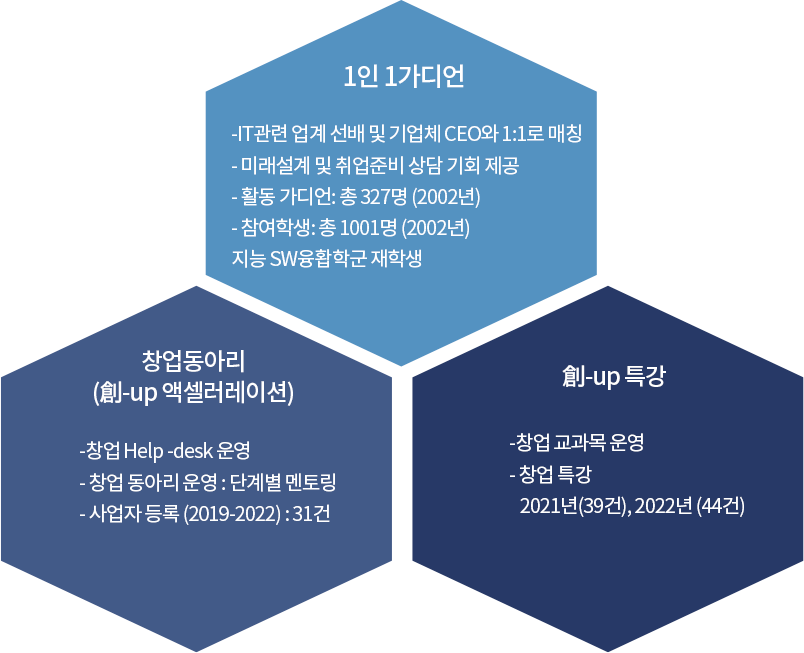 1인 1가디언
-IT관련 업계 선배 및 기업체 CEO와 1:1로 매칭
- 미래설계 및 취업준비 상담 기회 제공
- 활동 가디언: 총 327명 (2002년)
- 참여학생: 총 1001명 (2002년)
지능 SW융홥학군 재학생
창업동아리
(創-up 액셀러레이션)
-창업 Help -desk 운영
- 창업 동아리 운영 : 단계별 멘토링
- 사업자 등록 (2019-2022) : 31건
創-up 특강
-창업 교과목 운영
- 창업 특강
2021년(39건), 2022년 (44건)